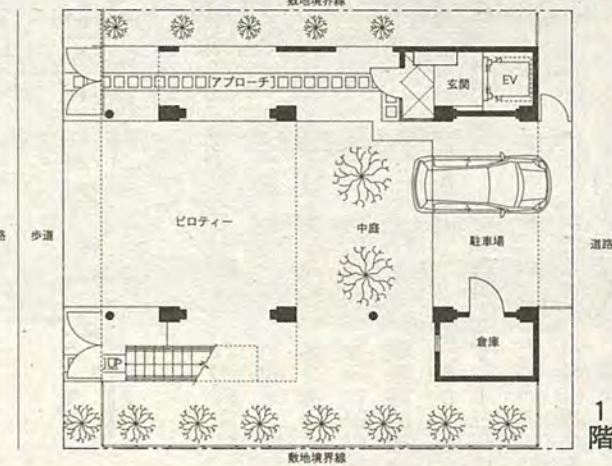 敷地境界線
アプローチ
玄関
EV
路
歩道
ピロティー
中庭
駐車場
道路
倉庫
UP
敷地境界線
1階